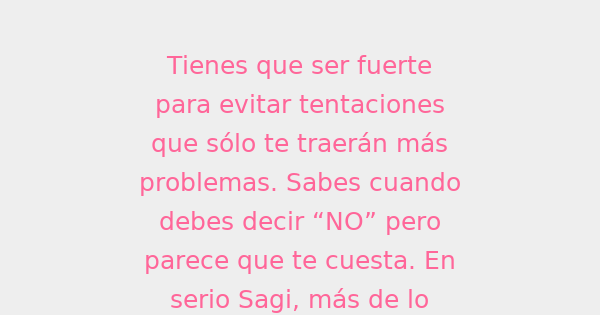 Tienes que ser fuerte
para evitar tentaciones
que sólo te traerán más
problemas. Sabes cuando
debes decir “NO” pero
parece que te cuesta. En
serio Sagi, más de lo